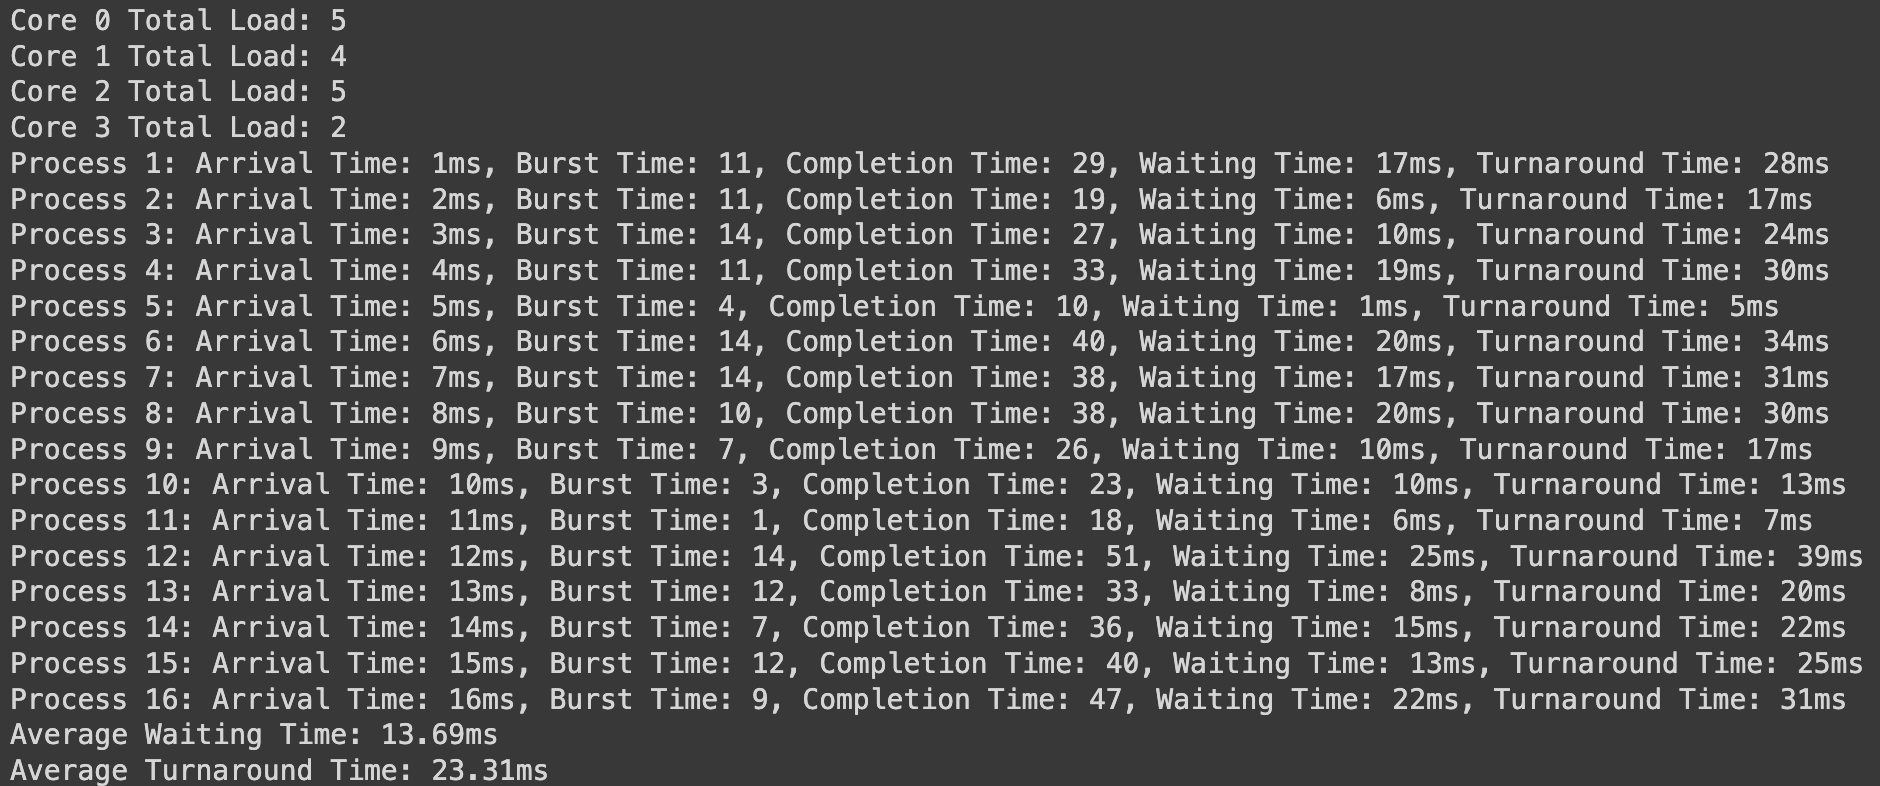 Core 0 Total Load: 5
Core 1 Total Load: 4
Core 2 Total Load: 5
Core 3 Total Load: 2
Process 1: Arrival Time: 1ms, Burst Time: 11, Completion Time: 29, Waiting Time: 17ms, Turnaround Time: 28ms
Process 2: Arrival Time: 2ms, Burst Time: 11, Completion Time: 19, Waiting Time: 6ms, Turnaround Time: 17ms
Process 3: Arrival Time: 3ms, Burst Time: 14, Completion Time: 27, Waiting Time: 10ms, Turnaround Time: 24ms
Process 4: Arrival Time: 4ms, Burst Time: 11, Completion Time: 33, Waiting Time: 19ms, Turnaround Time: 30ms
Process 5: Arrival Time: 5ms, Burst Time: 4, Completion Time: 10, Waiting Time: 1ms, Turnaround Time: 5ms
Process 6: Arrival Time: 6ms, Burst Time: 14, Completion Time: 40, Waiting Time: 20ms, Turnaround Time: 34ms
Process 7: Arrival Time: 7ms, Burst Time: 14, Completion Time: 38, Waiting Time: 17ms, Turnaround Time: 31ms
Process 8: Arrival Time: 8ms, Burst Time: 10, Completion Time: 38, Waiting Time: 20ms, Turnaround Time: 30ms
Process 9: Arrival Time: 9ms, Burst Time: 7, Completion Time: 26, Waiting Time: 10ms, Turnaround Time: 17ms
Process 10: Arrival Time: 10ms, Burst Time: 3, Completion Time: 23, Waiting Time: 10ms, Turnaround Time: 13ms
Process 11: Arrival Time: 11ms, Burst Time: 1, Completion Time: 18, Waiting Time: 6ms, Turnaround Time: 7ms
Process 12: Arrival Time: 12ms, Burst Time: 14, Completion Time: 51, Waiting Time: 25ms, Turnaround Time: 39ms
Process 13: Arrival Time: 13ms, Burst Time: 12, Completion Time: 33, Waiting Time: 8ms, Turnaround Time: 20ms
Process 14: Arrival Time: 14ms, Burst Time: 7, Completion Time: 36, Waiting Time: 15ms, Turnaround Time: 22ms
Process 15: Arrival Time: 15ms, Burst Time: 12, Completion Time: 40, Waiting Time: 13ms, Turnaround Time: 25ms
Process 16: Arrival Time: 16ms, Burst Time: 9, Completion Time: 47, Waiting Time: 22ms, Turnaround Time: 31ms
Average Waiting Time: 13.69ms
Average Turnaround Time: 23.31ms